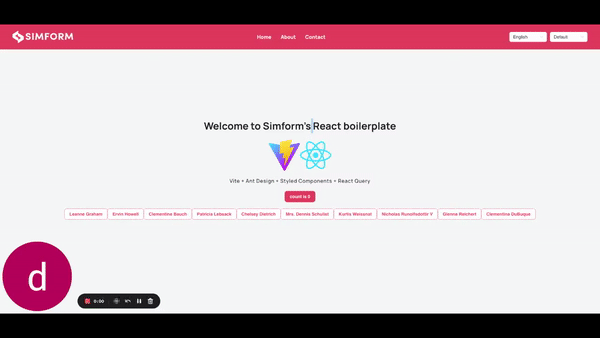 SIMFORM Home About Contact English Default
Welcome to Simform's React boilerplate
Vite + Ant Design + Styled Components + React Query
count is 0
Leanne Graham Ervin Howell Clementine Bauch Patricia Lebsack Chelsey Dietrich Mrs. Dennis Schulist Kurtis Weissnat Nicholas Runolfsdottir V Glenna Reichert Clementina DuBuque
d
0:00